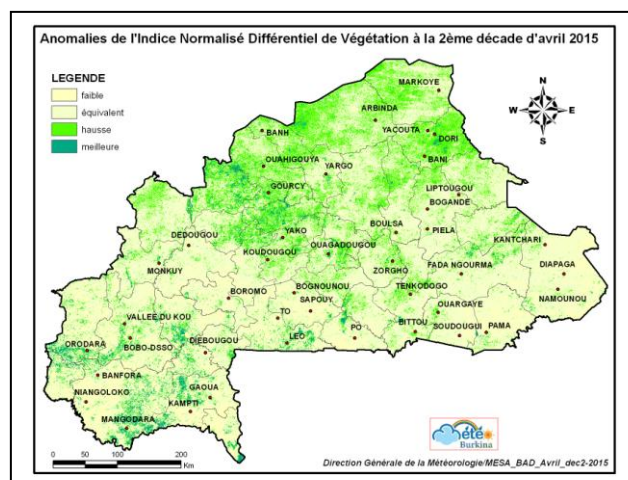 Anomalies de l'Indice Normalisé Différentiel de Végétation à la 2ème décade d'avril 2015
LEGENDE
faible
équivalent
hausse
meilleure
N
W
E
S
MARKOYE
ARBINDA
YACOUTA
DORI
BANH
BANI
OUAHIGOUYA
YARGO
GOURCY
LIPTOUGOU
BOGANDÉ
BOULSA
PIELA
YAKO
DEDOUGOU
OUAGADOUGOU
KANTCHARI
KOUDOUGOU
ZORGHO
FADA NGOURMA
DIAPAGA
MONKUY
TENKODOGO
NAMOUNOU
BOROMO
BOGNOUNOU
SAPOUY
OUARGAYE
VALLEE DU KOU
TO
BITTOU
SOUDOUGUI
PAMA
ORODARA
BOBO-DSSO
DIEBOUGOU
LEO
PO
BANFORA
NIANGOLOKO
GAOUA
KAMPTI
MANGODARA
0 50 100 200
Km
été
Burkina
Direction Générale de la Météorologie/MESA_BAD_Avril_dec2-2015